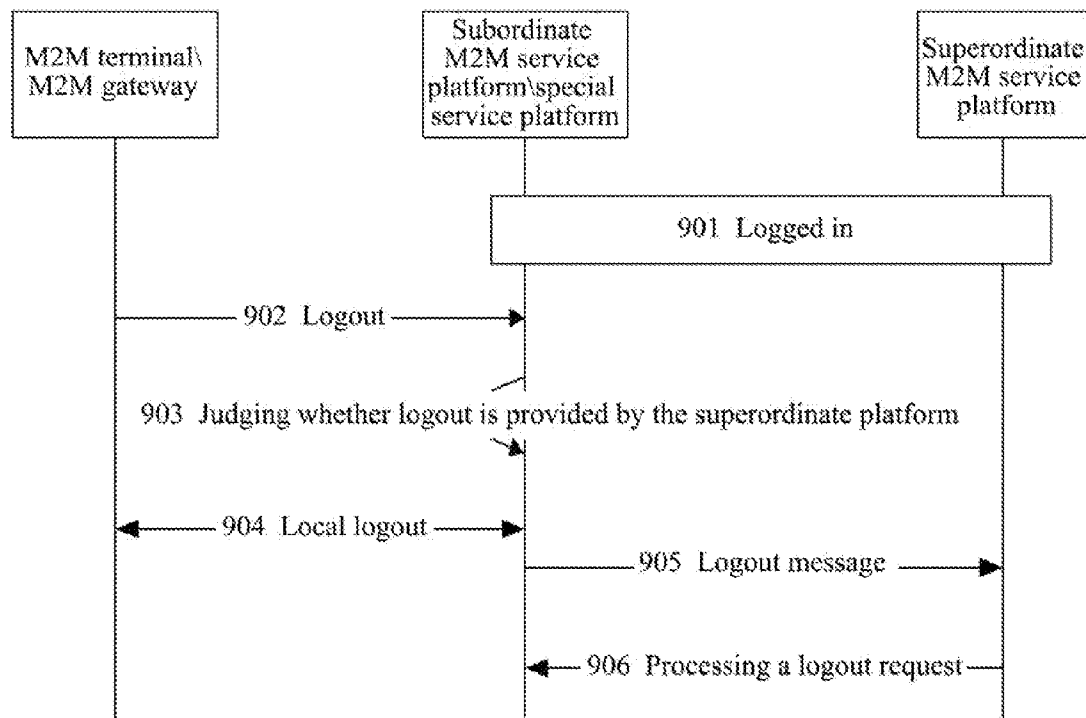 M2M terminal\
M2M gateway
Subordinate
M2M service
platform\special
service platform
Superordinate
M2M service
platform
901 Logged in
902 Logout
903 Judging whether logout is provided by the superordinate platform
904 Local logout
905 Logout message
906 Processing a logout request